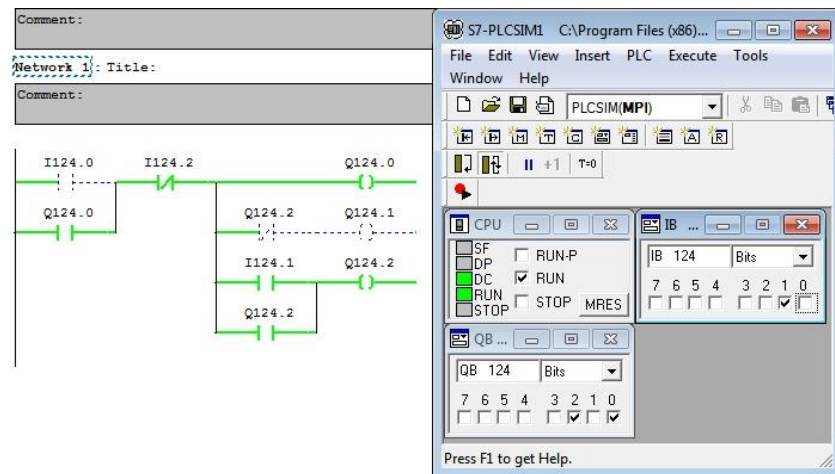 Comment:
Network 1: Title:
Comment:
I124.0 I124.2 Q124.0
Q124.0 Q124.2 Q124.1
I124.1 Q124.2
Q124.2
S7-PLCSIM1 C:\Program Files (x86)...
File Edit View Insert PLC Execute Tools
Window Help
PLCSIM(MPI)
+1 T=0
CPU
SF
DP
DC
RUN
STOP
RUN-P
RUN
STOP MRES
IB ...
IB 124 Bits
7 6 5 4 3 2 1 0
QB ...
QB 124 Bits
7 6 5 4 3 2 1 0
Press F1 to get Help.